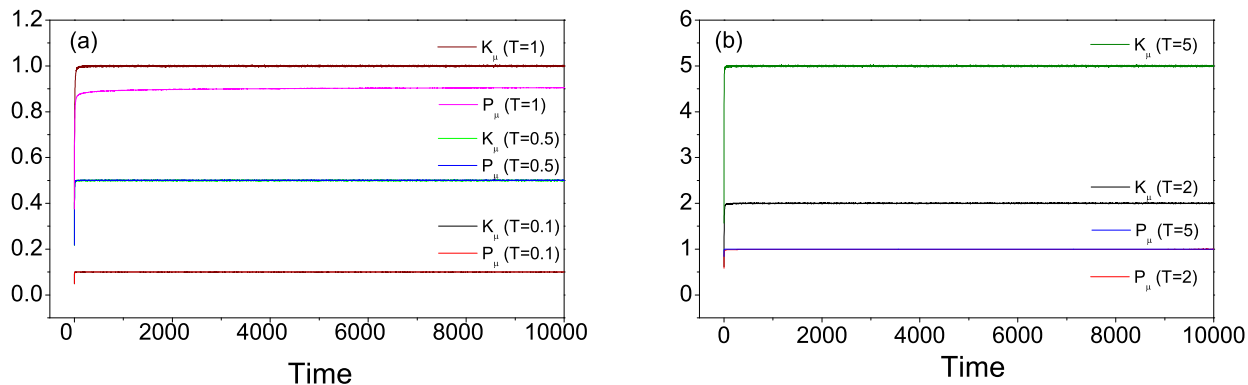 (a)
1.2
1.0
0.8
0.6
0.4
0.2
0.0
K_μ (T=1)
P_μ (T=1)
K_μ (T=0.5)
P_μ (T=0.5)
K_μ (T=0.1)
P_μ (T=0.1)
0 2000 4000 6000 8000 10000
Time
(b)
6
5
4
3
2
1
0
K_μ (T=5)
K_μ (T=2)
P_μ (T=5)
P_μ (T=2)
0 2000 4000 6000 8000 10000
Time